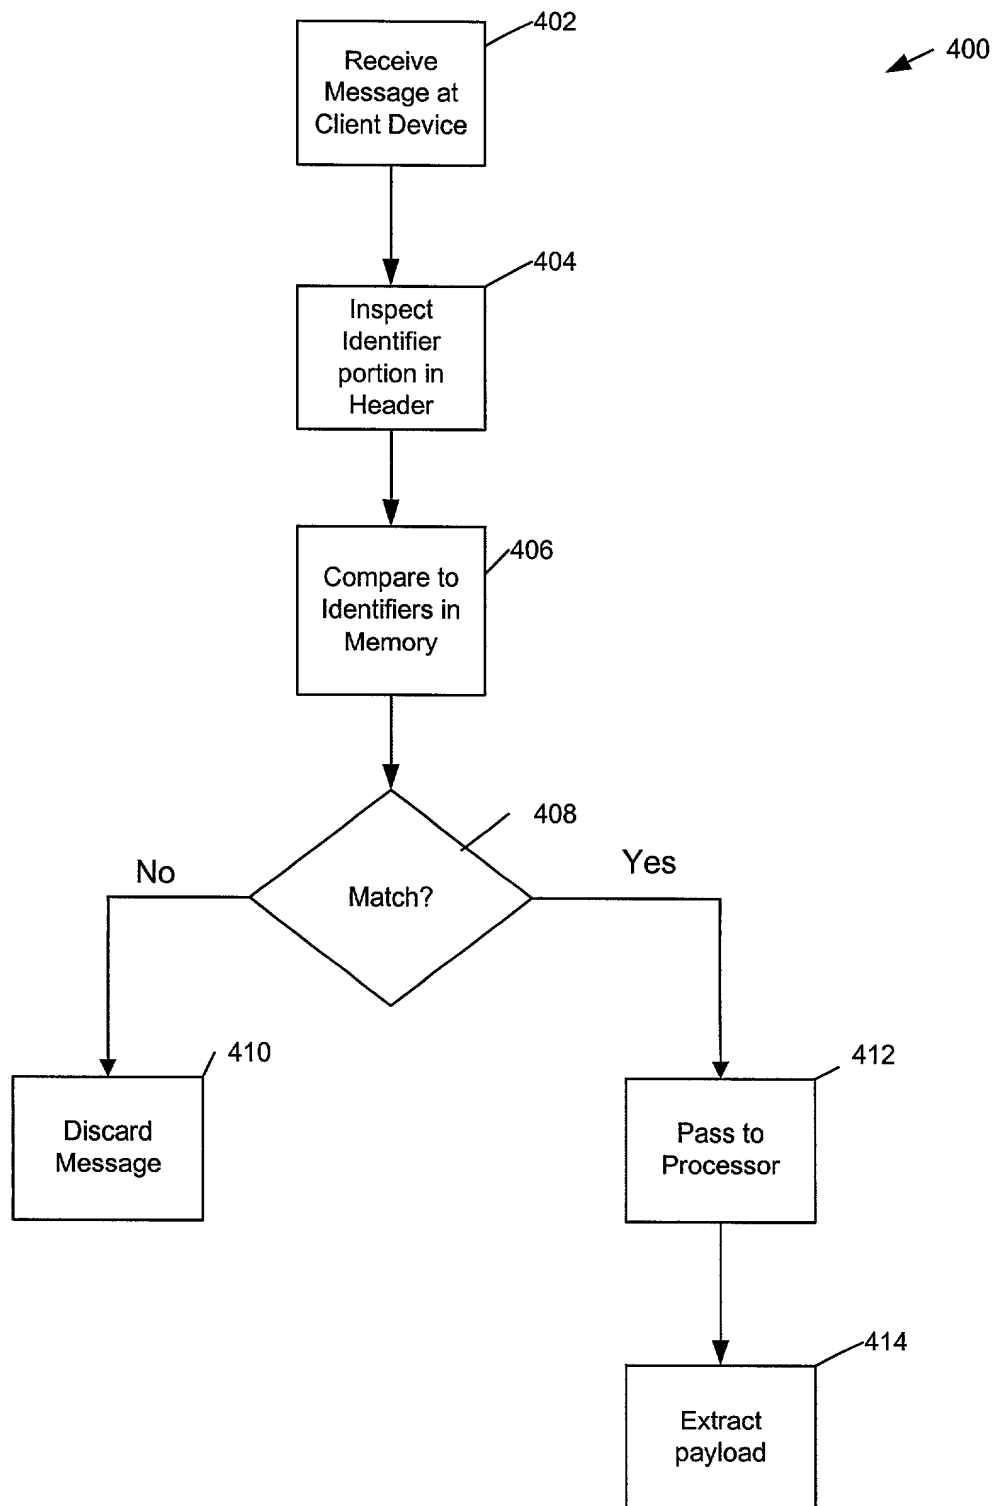 402
400
Receive
Message at
Client Device
404
Inspect
Identifier
portion in
Header
406
Compare to
Identifiers in
Memory
408
No
Yes
Match?
410
412
Discard
Message
Pass to
Processor
414
Extract
payload